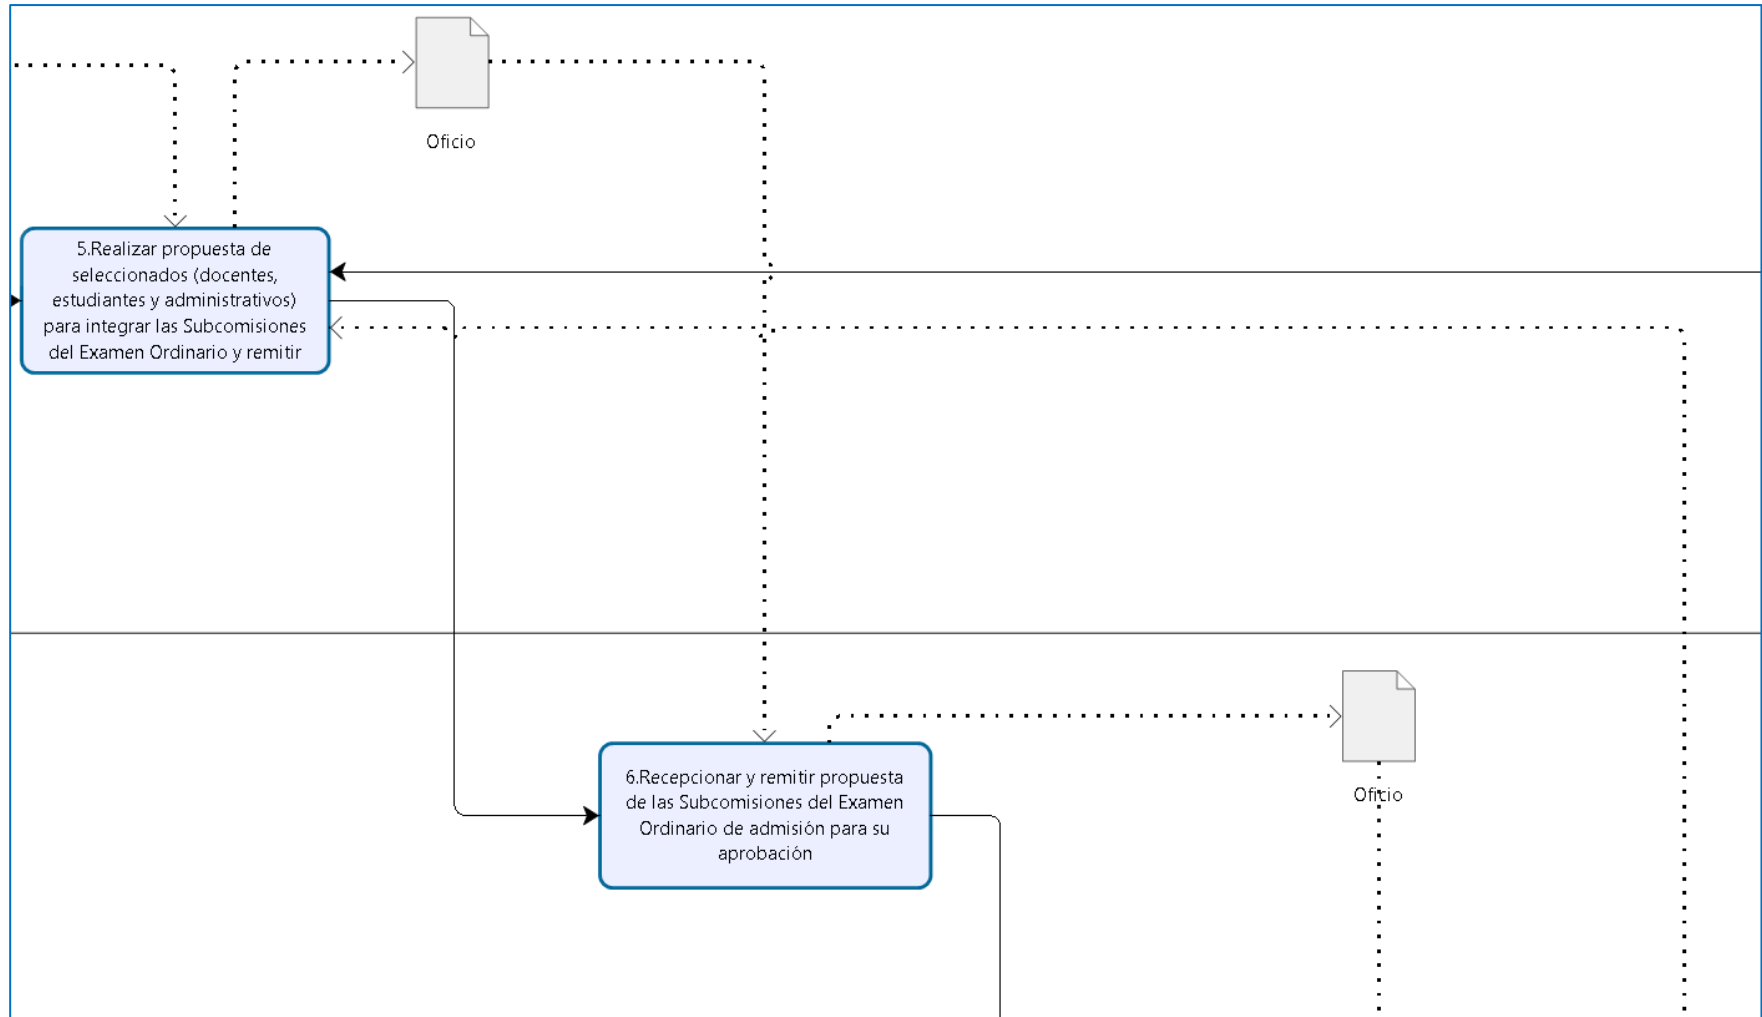 Oficio
5.Realizar propuesta de
seleccionados (docentes,
estudiantes y administrativos)
para integrar las Subcomisiones
del Examen Ordinario y remitir
6.Recepcionar y remitir propuesta
de las Subcomisiones del Examen
Ordinario de admisión para su
aprobación
Oficio